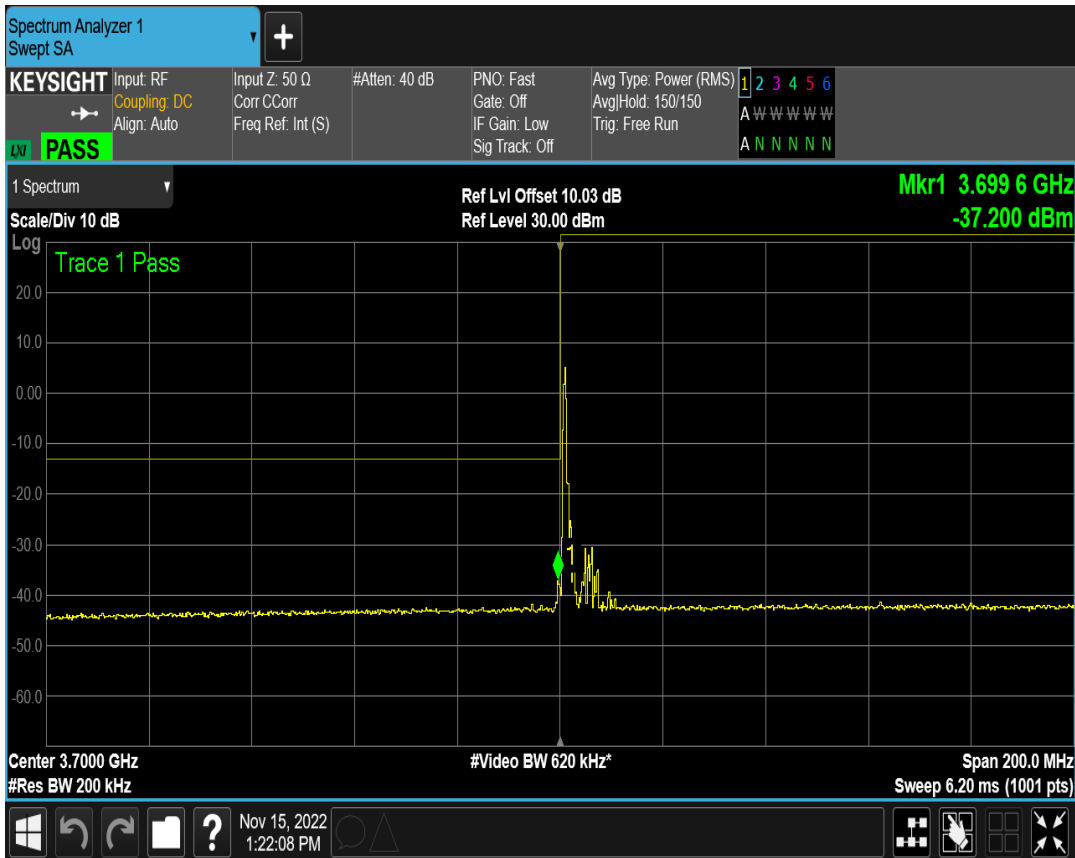 Spectrum Analyzer 1
Swept SA
+
KEYSIGHT
LXI PASS
Input: RF
Coupling: DC
Align: Auto
Input Z: 50 Ω
Corr CCorr
Freq Ref: Int (S)
#Atten: 40 dB
PNO: Fast
Gate: Off
IF Gain: Low
Sig Track: Off
Avg Type: Power (RMS)
Avg|Hold: 150/150
Trig: Free Run
1 2 3 4 5 6
A W W W W W
A N N N N N
1 Spectrum
Scale/Div 10 dB
Ref Lvl Offset 10.03 dB
Ref Level 30.00 dBm
Mkr1 3.699 6 GHz
-37.200 dBm
Log
Trace 1 Pass
20.0
10.0
0.00
-10.0
-20.0
-30.0
-40.0
-50.0
-60.0
Center 3.7000 GHz
#Video BW 620 kHz*
Span 200.0 MHz
#Res BW 200 kHz
Sweep 6.20 ms (1001 pts)
?
Nov 15, 2022
1:22:08 PM